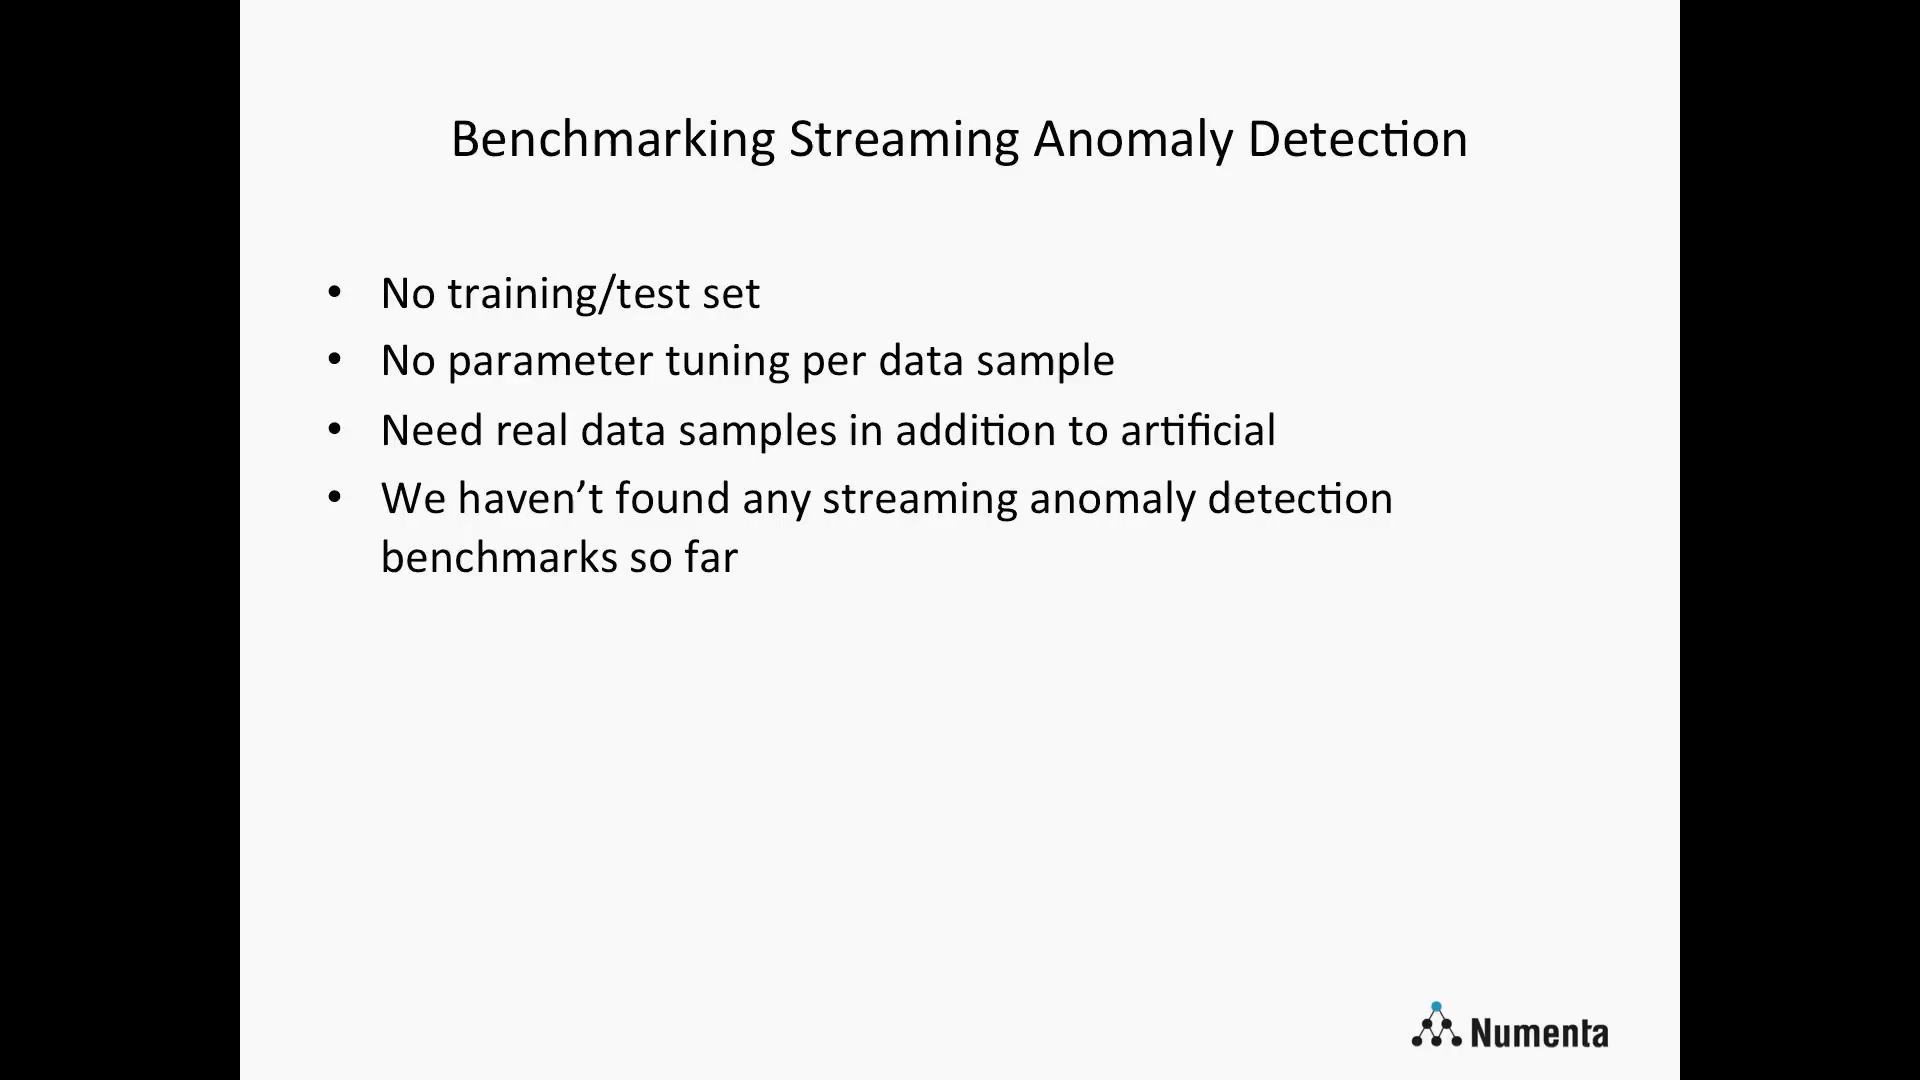 Benchmarking Streaming Anomaly Detection
• No training/test set
• No parameter tuning per data sample
• Need real data samples in addition to artificial
• We haven’t found any streaming anomaly detection
benchmarks so far
Numenta